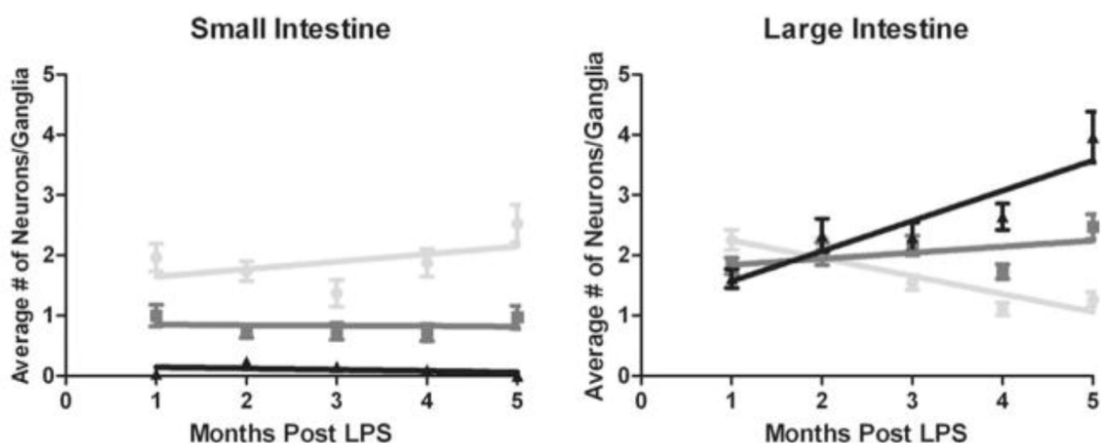 Small Intestine
Average # of Neurons/Ganglia
5
4
3
2
1
0
0 1 2 3 4 5
Months Post LPS
Large Intestine
Average # of Neurons/Ganglia
5
4
3
2
1
0
0 1 2 3 4 5
Months Post LPS